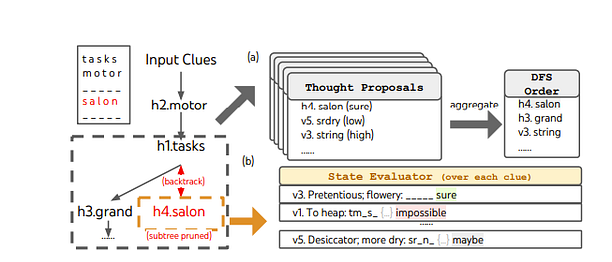 tasks
motor
_____
salon
_____
Input Clues
h2.motor
h1.tasks
(backtrack)
h3.grand
h4.salon
......
(subtree pruned)
(a)
Thought Proposals
h4. salon (sure)
v5. srdry (low)
v3. string (high)
......
aggregate
DFS
Order
h4. salon
h3. grand
v3. string
......
(b)
State Evaluator (over each clue)
v3. Pretentious; flowery: _____ sure
v1. To heap: tm_s_ {...} impossible
......
v5. Desiccator; more dry: sr_n_ {...} maybe